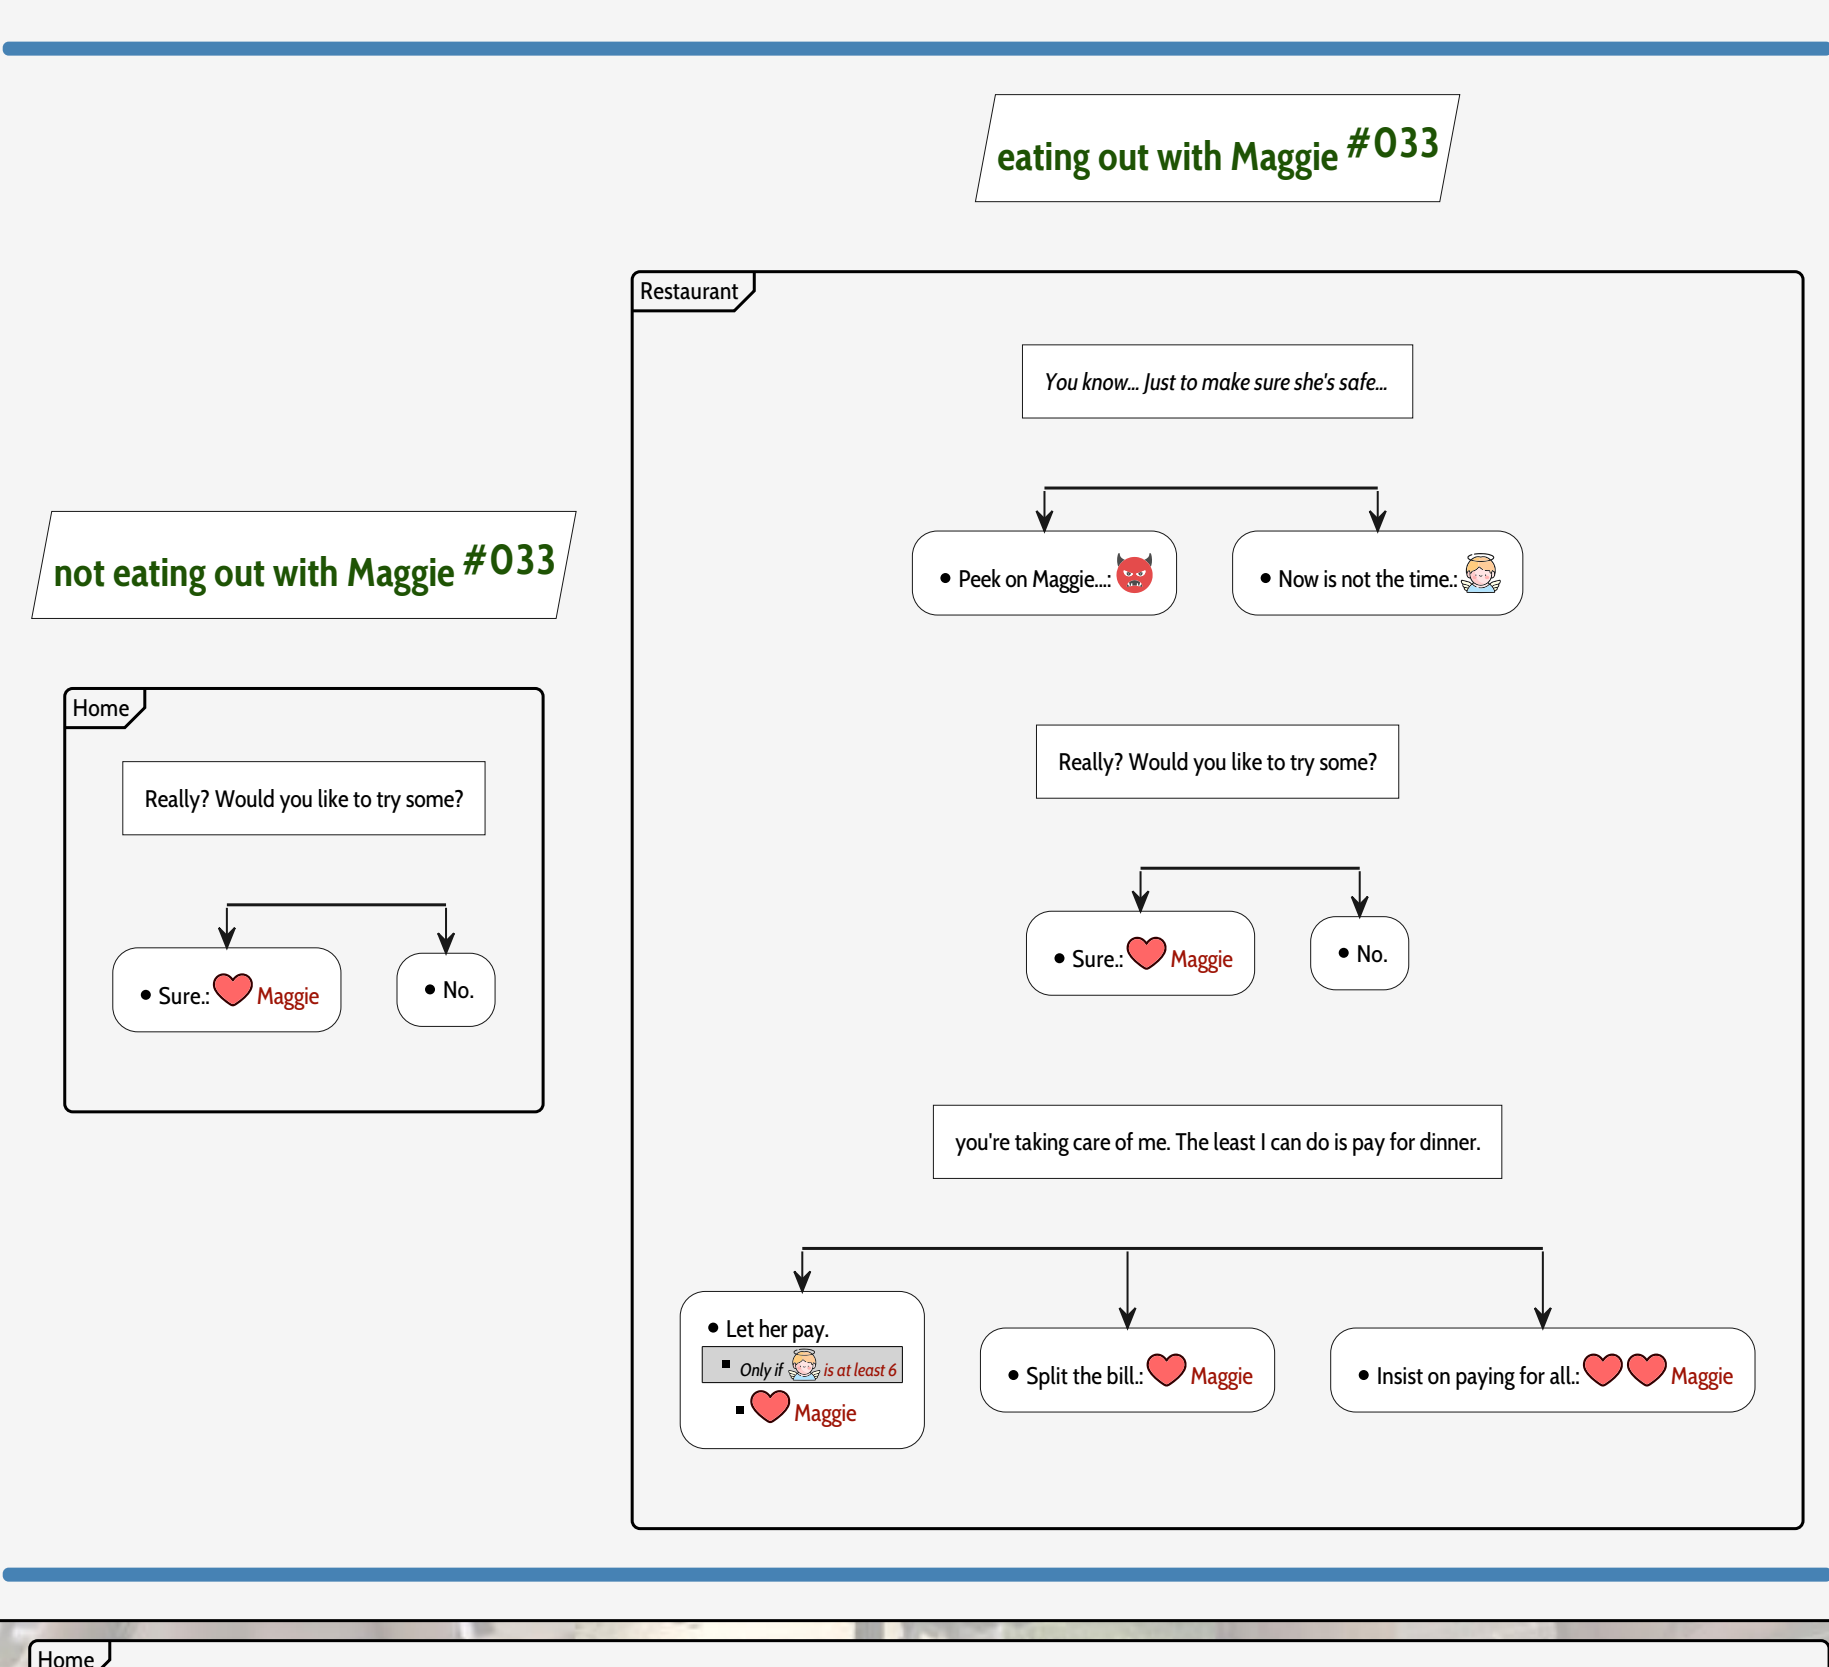 eating out with Maggie #033
Restaurant
You know... Just to make sure she's safe...
• Peek on Maggie...:
• Now is not the time.:
Really? Would you like to try some?
• Sure.: Maggie
• No.
you're taking care of me. The least I can do is pay for dinner.
• Let her pay.
▪ Only if is at least 6
▪ Maggie
• Split the bill.: Maggie
• Insist on paying for all.: Maggie
not eating out with Maggie #033
Home
Really? Would you like to try some?
• Sure.: Maggie
• No.
Home